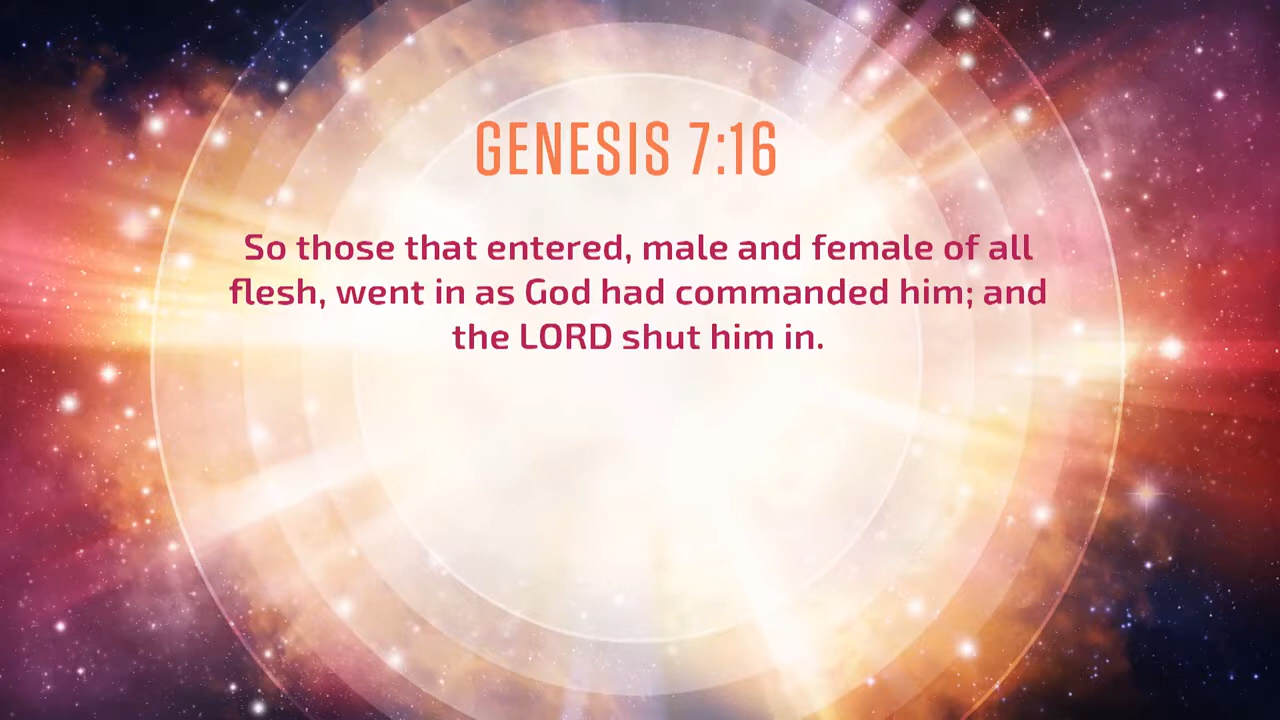 GENESIS 7:16
So those that entered, male and female of all
flesh, went in as God had commanded him; and
the LORD shut him in.